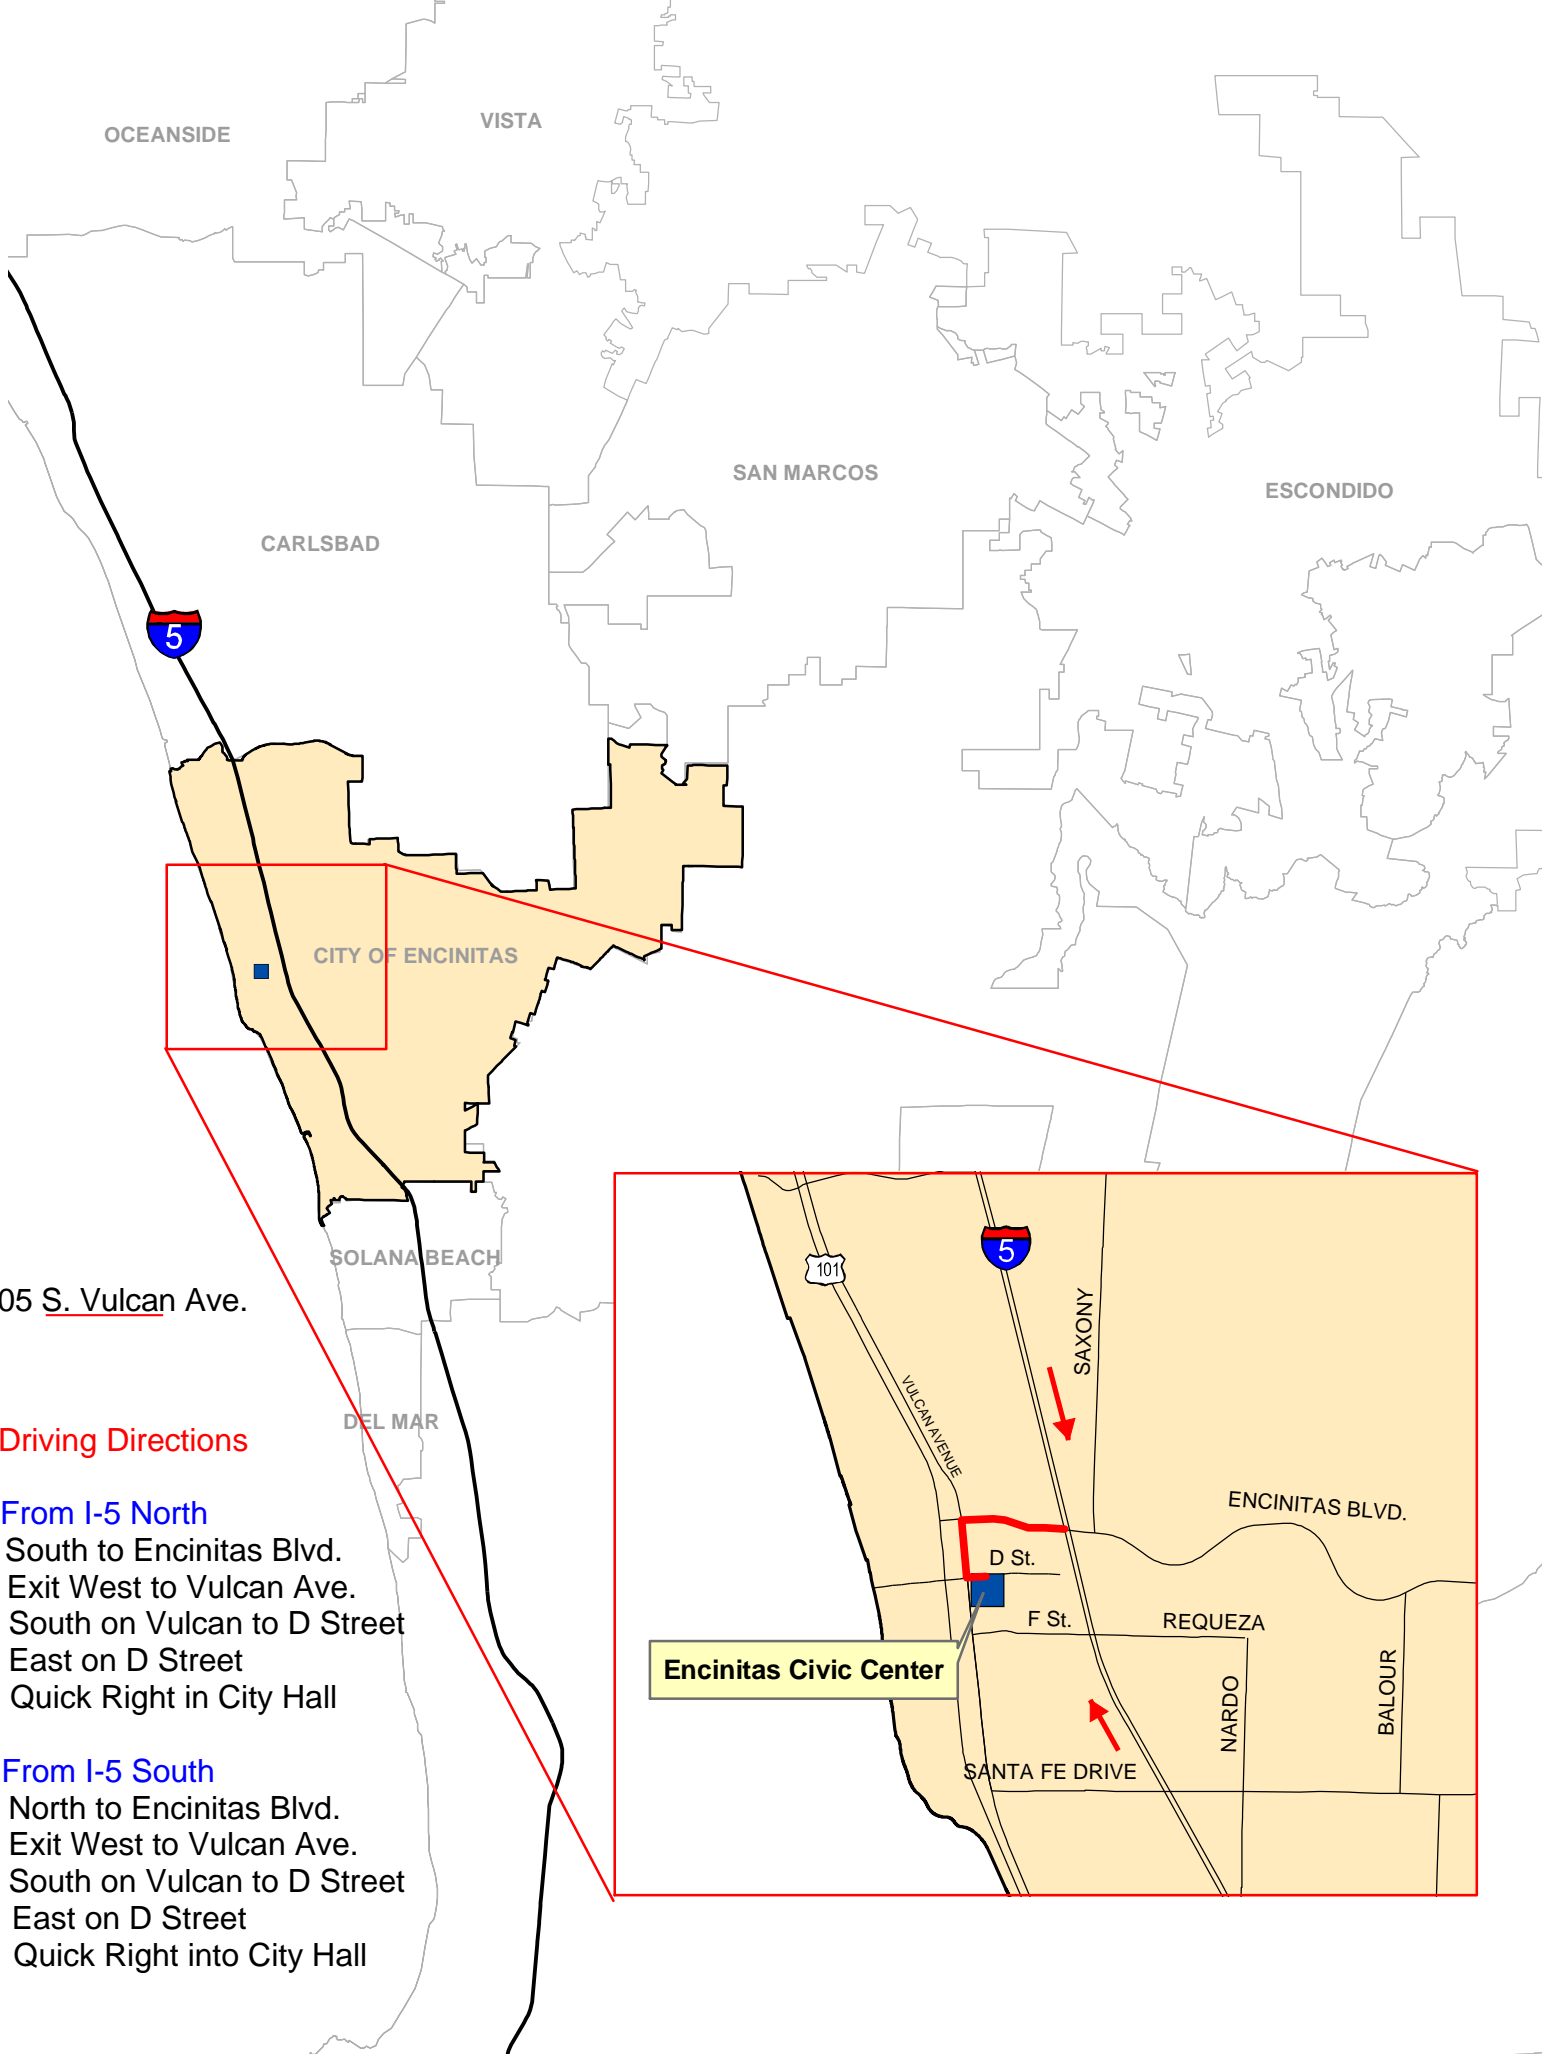 OCEANSIDE
VISTA
SAN MARCOS
ESCONDIDO
CARLSBAD
5
CITY OF ENCINITAS
SOLANA BEACH
DEL MAR
05 S. Vulcan Ave.
Driving Directions
From I-5 North
South to Encinitas Blvd.
Exit West to Vulcan Ave.
South on Vulcan to D Street
East on D Street
Quick Right in City Hall
From I-5 South
North to Encinitas Blvd.
Exit West to Vulcan Ave.
South on Vulcan to D Street
East on D Street
Quick Right into City Hall
5
101
SAXONY
VULCAN AVENUE
ENCINITAS BLVD.
D St.
F St.
REQUEZA
Encinitas Civic Center
NARDO
BALOUR
SANTA FE DRIVE